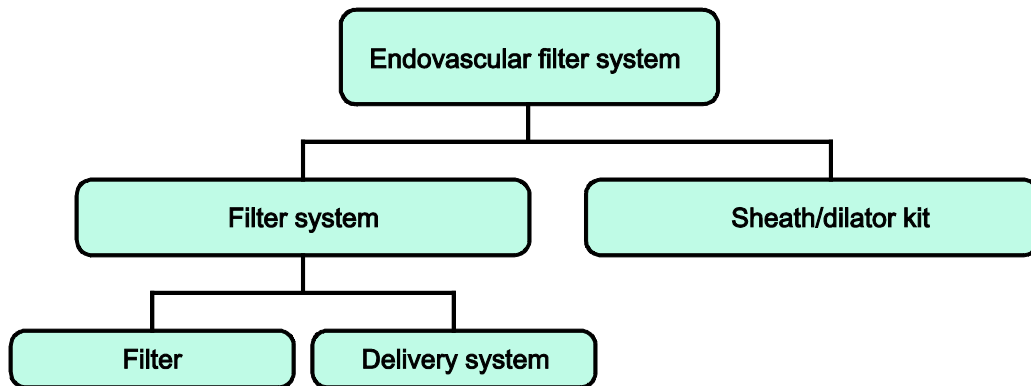 Endovascular filter system
Filter system
Sheath/dilator kit
Filter
Delivery system